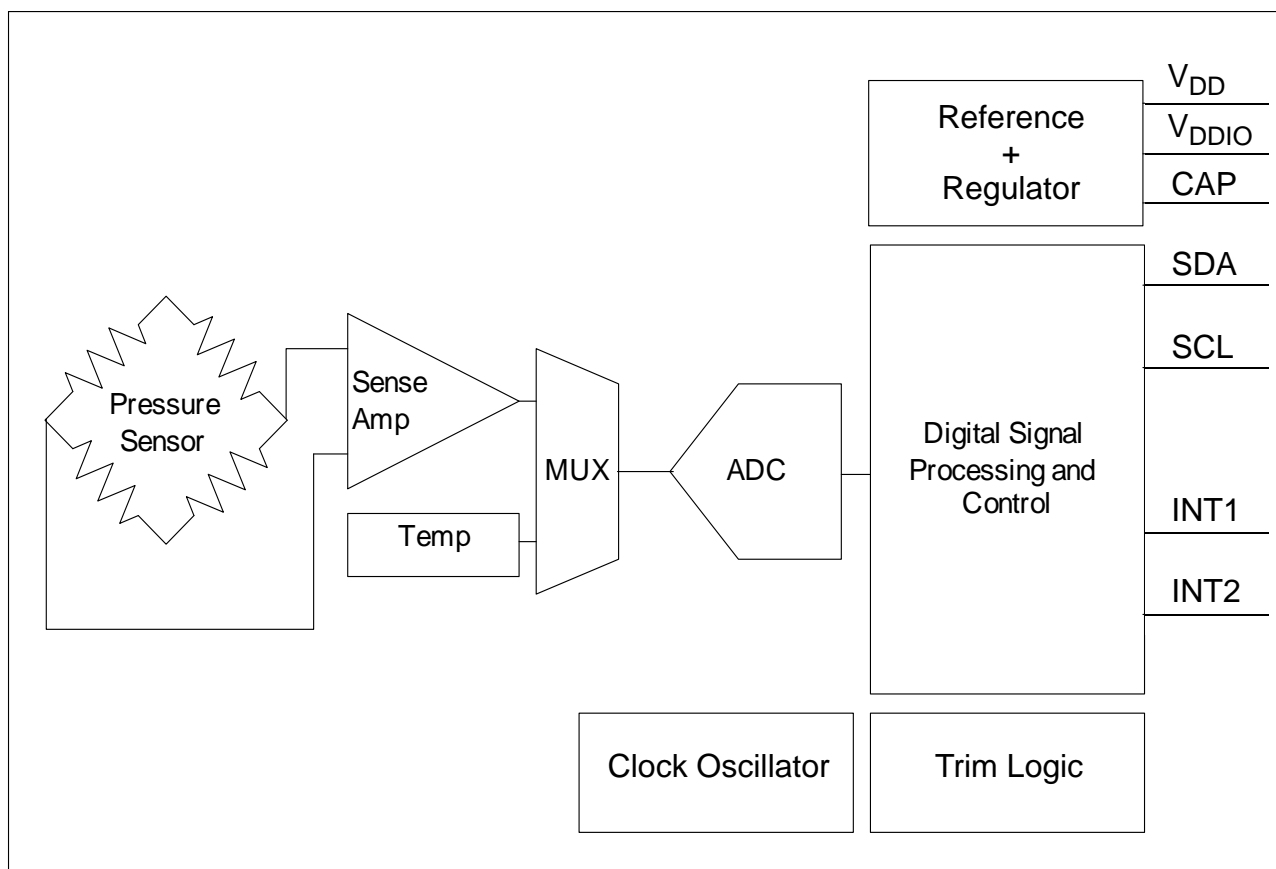 V_DD
V_DDIO
CAP
Reference
+
Regulator
SDA
SCL
INT1
INT2
Pressure
Sensor
Sense
Amp
Temp
MUX
ADC
Digital Signal
Processing and
Control
Clock Oscillator
Trim Logic